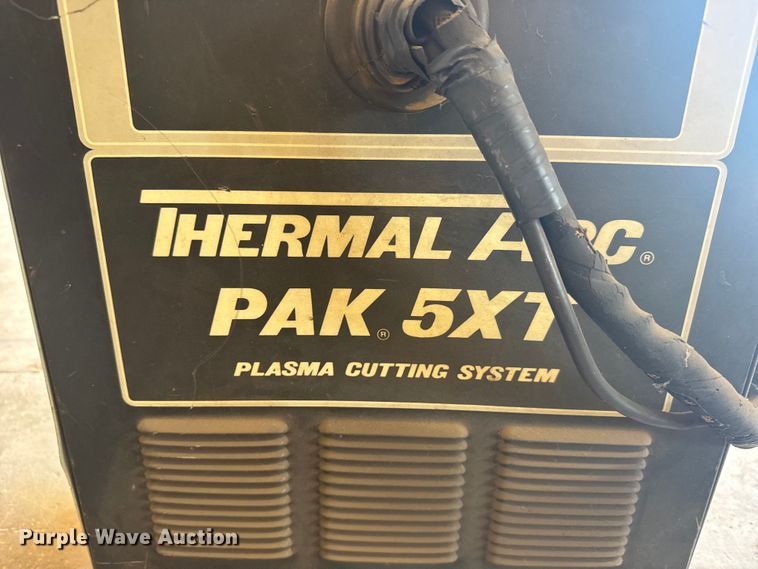 THERMAL ARC®
PAK® 5XT
PLASMA CUTTING SYSTEM
Purple Wave Auction